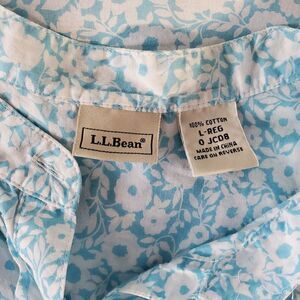 L.L.Bean®
100% COTTON
L-REG
0 JCD8
MADE IN CHINA
CARE ON REVERSE